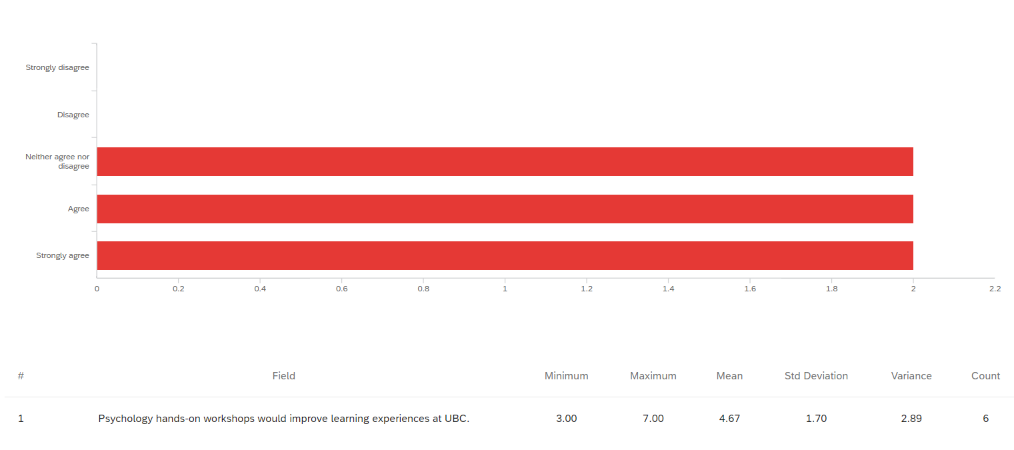 Strongly disagree
Disagree
Neither agree nor
disagree
Agree
Strongly agree
0 0.2 0.4 0.6 0.8 1 1.2 1.4 1.6 1.8 2 2.2
# Field Minimum Maximum Mean Std Deviation Variance Count
1 Psychology hands-on workshops would improve learning experiences at UBC. 3.00 7.00 4.67 1.70 2.89 6